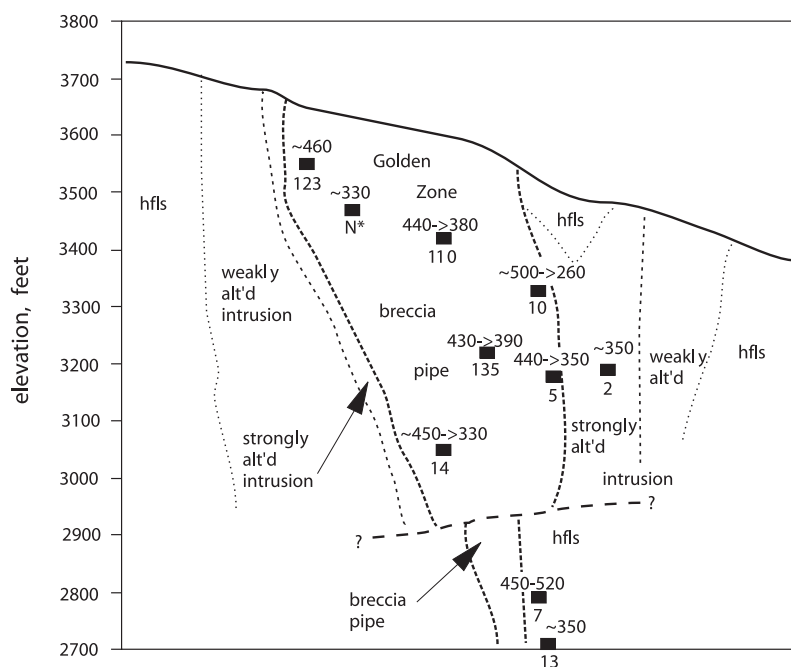 3800
3700
3600
3500
3400
3300
3200
3100
3000
2900
2800
2700
elevation, feet
~460
123
Golden
Zone
~330
N*
440->380
110
hfls
hfls
weakly
alt'd
intrusion
~500->260
10
breccia
430->390
135
pipe
440->350
5
~350
2
weakly
alt'd
hfls
strongly
alt'd
intrusion
~450->330
14
strongly
alt'd
intrusion
?
?
hfls
breccia
pipe
450-520
7
~350
13